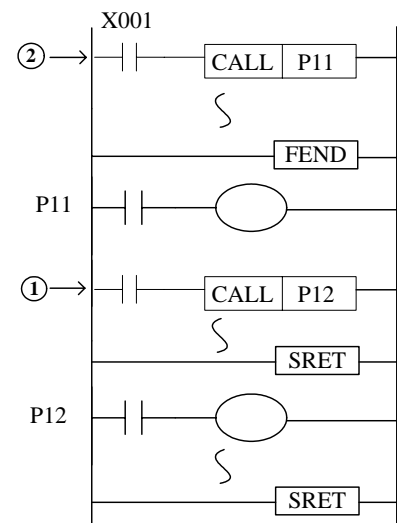 X001
② CALL P11
FEND
P11
① CALL P12
SRET
P12
SRET